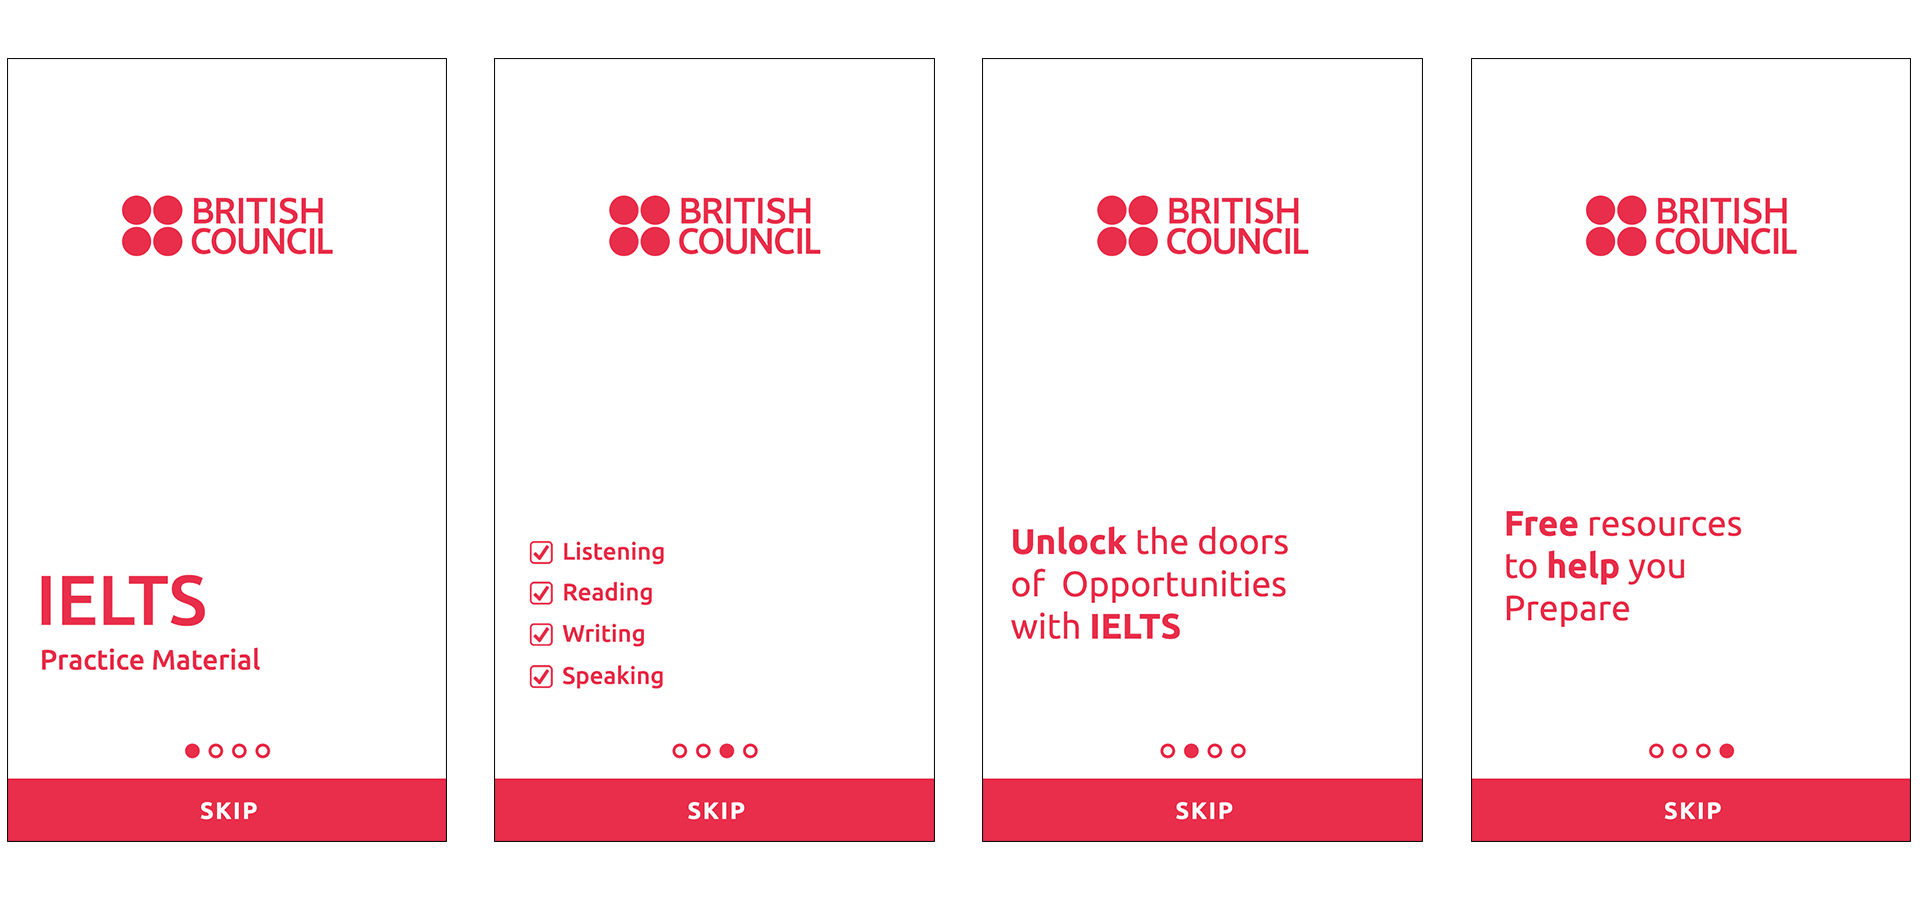 BRITISH
COUNCIL
IELTS
Practice Material
SKIP
BRITISH
COUNCIL
Listening
Reading
Writing
Speaking
SKIP
BRITISH
COUNCIL
Unlock the doors
of Opportunities
with IELTS
SKIP
BRITISH
COUNCIL
Free resources
to help you
Prepare
SKIP